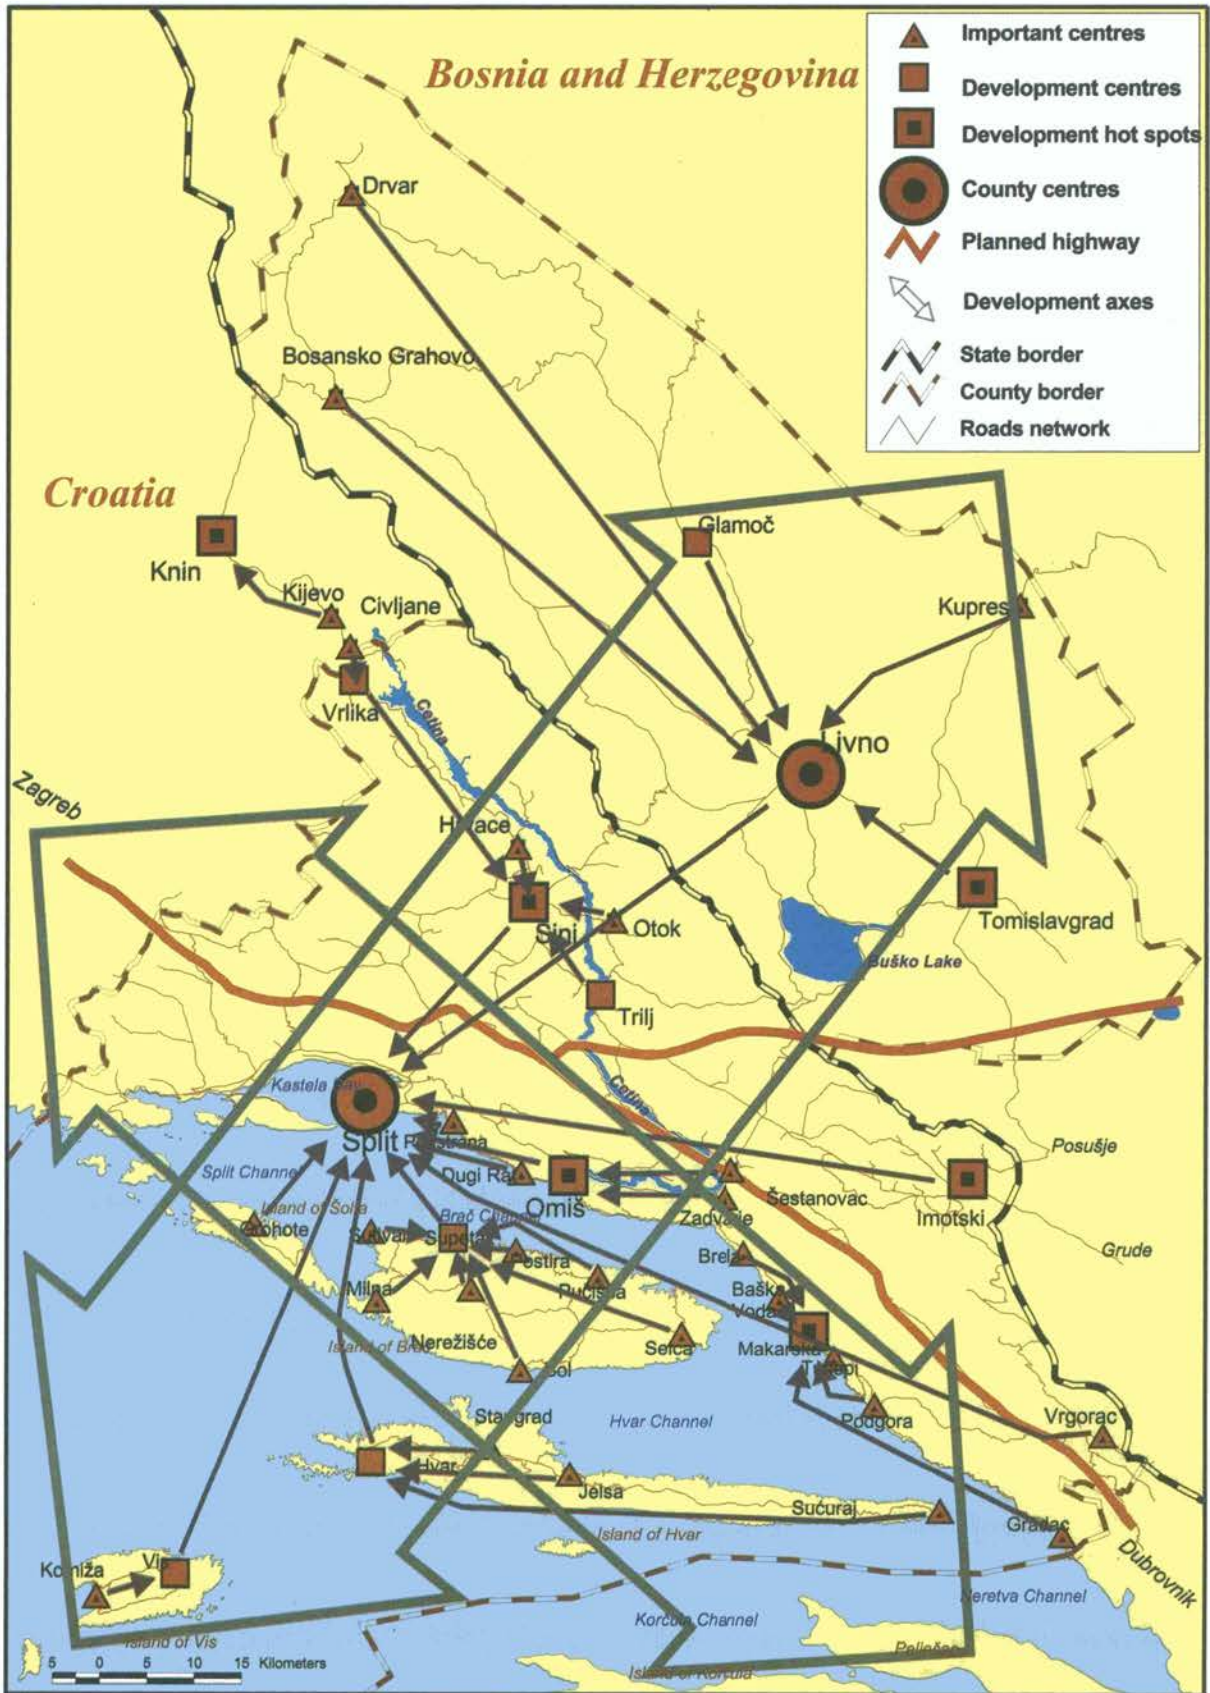 Important centres
Bosnia and Herzegovina
Development centres
Development hot spots
County centres
Planned highway
Development axes
State border
County border
Roads network
Drvar
Bosansko Grahovo
Croatia
Glamoč
Knin
Kijevo
Civljane
Kupres
Vrlika
Cetina
Livno
Zagreb
Sinj
Otok
Tomislavgrad
Buško Lake
Trilj
Cetina
Split
Dugi Rat
Omiš
Šestanovac
Zadvarje
Imotski
Posušje
Grude
Split Channel
Island of Šolta
Brač Channel
Supetar
Postira
Pučišća
Brela
Baška
Voda
Milna
Nerežišće
Island of Brač
Selca
Makarska
Bol
Podgora
Vrgorac
Starigrad
Hvar Channel
Hvar
Jelsa
Sućuraj
Island of Hvar
Gradac
Dubrovnik
Neretva Channel
Komiža
Vis
Island of Vis
Korčula Channel
Island of Korčula
5 0 5 10 15 Kilometers